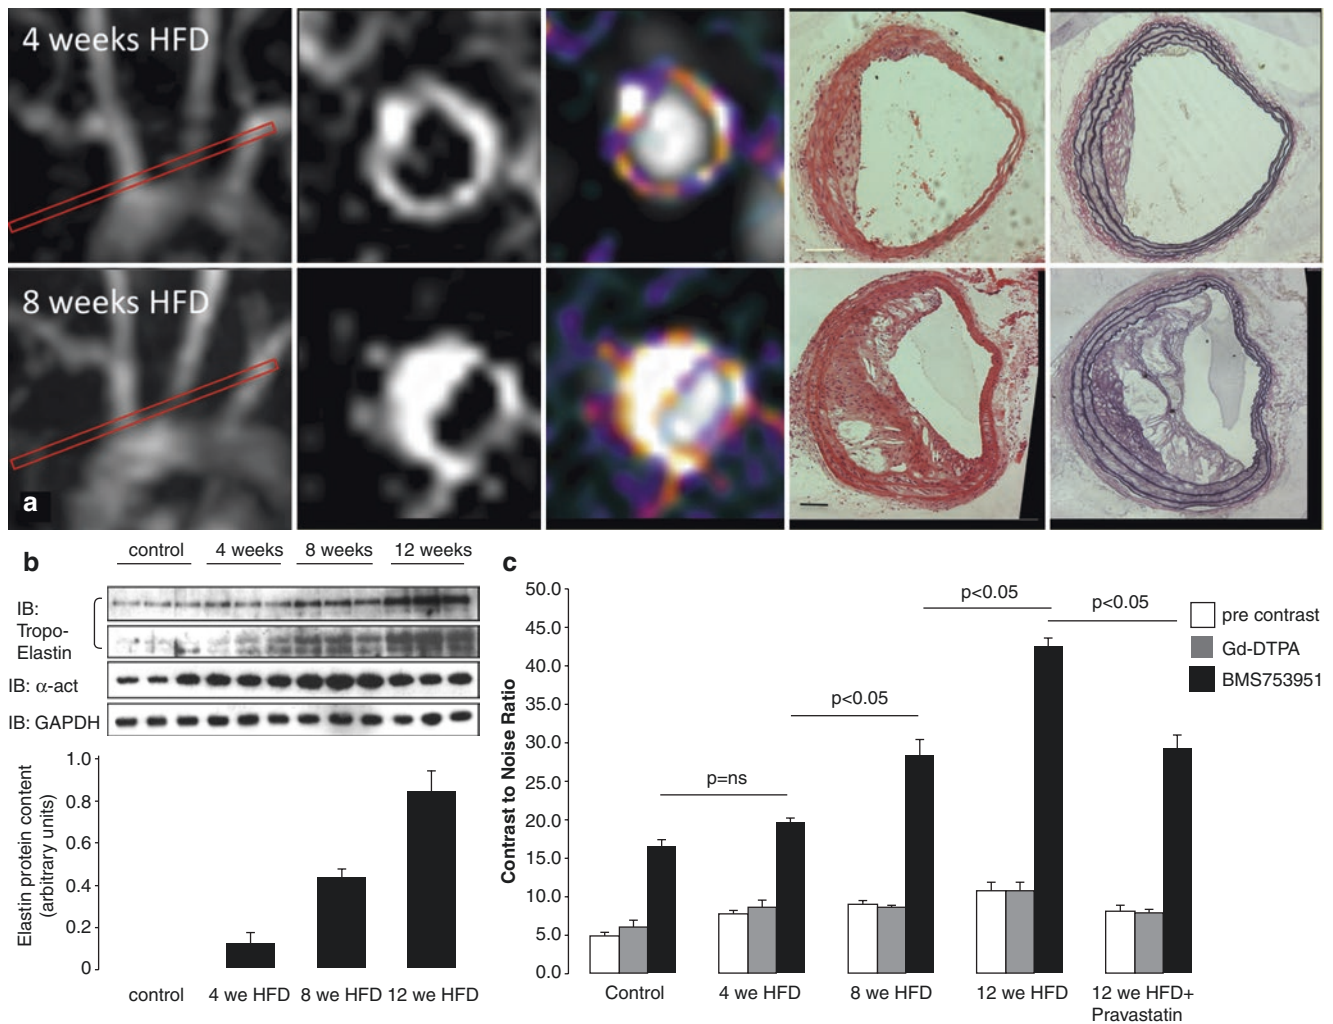 4 weeks HFD
8 weeks HFD
a
b
control 4 weeks 8 weeks 12 weeks
IB:
Tropo-
Elastin
IB: α-act
IB: GAPDH
Elastin protein content
(arbitrary units)
1.0
0.8
0.6
0.4
0.2
0
control 4 we HFD 8 we HFD 12 we HFD
c
Contrast to Noise Ratio
50.0
45.0
40.0
35.0
30.0
25.0
20.0
15.0
10.0
5.0
0.0
p=ns
p<0.05
p<0.05
p<0.05
pre contrast
Gd-DTPA
BMS753951
Control 4 we HFD 8 we HFD 12 we HFD 12 we HFD+
Pravastatin